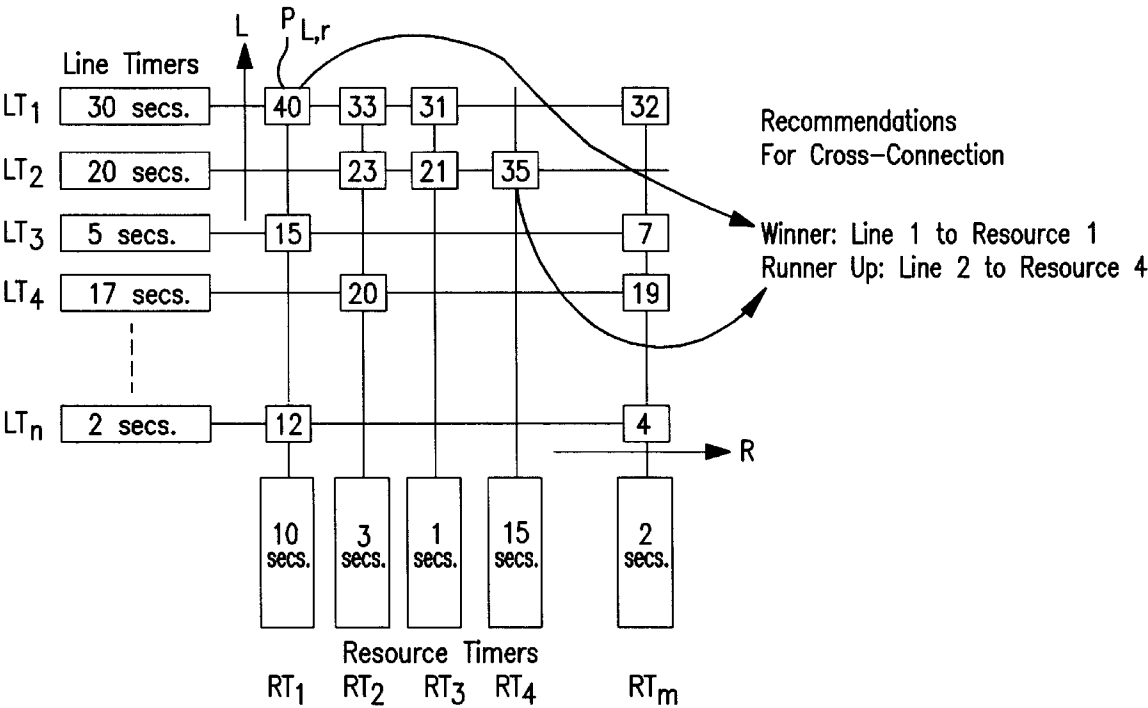 L P L,r
Line Timers
LT1 30 secs. 40 33 31 32
Recommendations
For Cross-Connection
LT2 20 secs. 23 21 35
LT3 5 secs. 15 7
Winner: Line 1 to Resource 1
Runner Up: Line 2 to Resource 4
LT4 17 secs. 20 19
LTn 2 secs. 12 4
R
10 secs. 3 secs. 1 secs. 15 secs. 2 secs.
Resource Timers
RT1 RT2 RT3 RT4 RTm